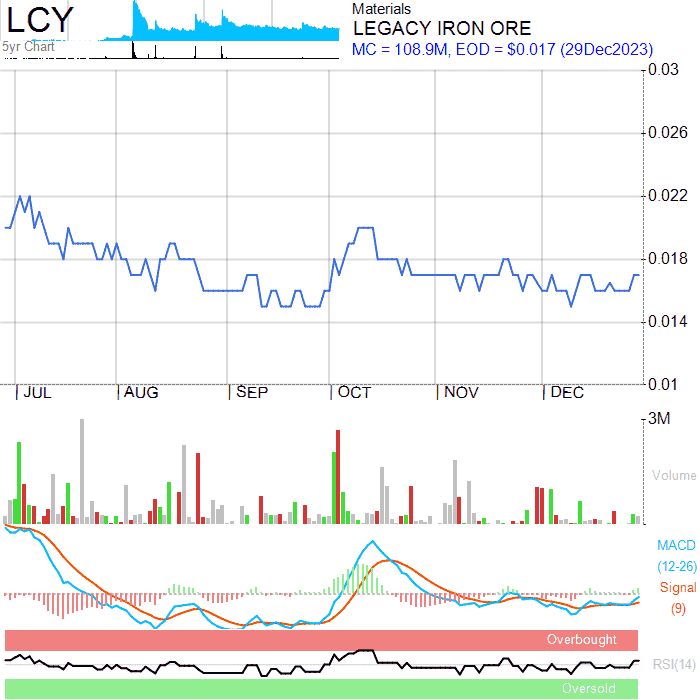 LCY
5yr Chart
Materials
LEGACY IRON ORE
MC = 108.9M, EOD = $0.017 (29Dec2023)
0.03
0.026
0.022
0.018
0.014
0.01
JUL AUG SEP OCT NOV DEC
3M
Volume
MACD
(12-26)
Signal
(9)
Overbought
RSI(14)
Oversold